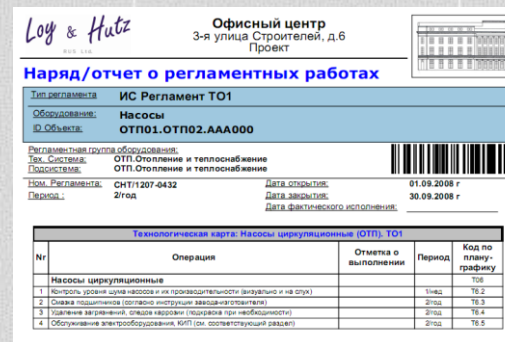 Loy & Hutz
RUS Ltd.
Офисный центр
3-я улица Строителей, д.6
Проект
Наряд/отчет о регламентных работах
Тип регламента ИС Регламент ТО1
Оборудование: Насосы
ID Объекта: ОТП01.ОТП02.ААА000
Регламентная группа оборудования:
Тех. Система: ОТП.Отопление и теплоснабжение
Подсистема: ОТП.Отопление и теплоснабжение
Ном. Регламента: СНТ/1207-0432 Дата открытия: 01.09.2008 г
Период : 2/год Дата закрытия: 30.09.2008 г
Дата фактического исполнения:
Технологическая карта: Насосы циркуляционные (ОТП). ТО1
Nr Операция Отметка о выполнении Период Код по плану-графику
Насосы циркуляционные Т06
1 Контроль уровня шума насосов и их производительности (визуально и на слух) 1/нед Т6.2
2 Смазка подшипников (согласно инструкции завода-изготовителя) 2/год Т6.3
3 Удаление загрязнений, следов коррозии (подкраска при необходимости) 2/год Т6.4
4 Обслуживание электрооборудования, КИП (см. соответствующий раздел) 2/год Т6.5